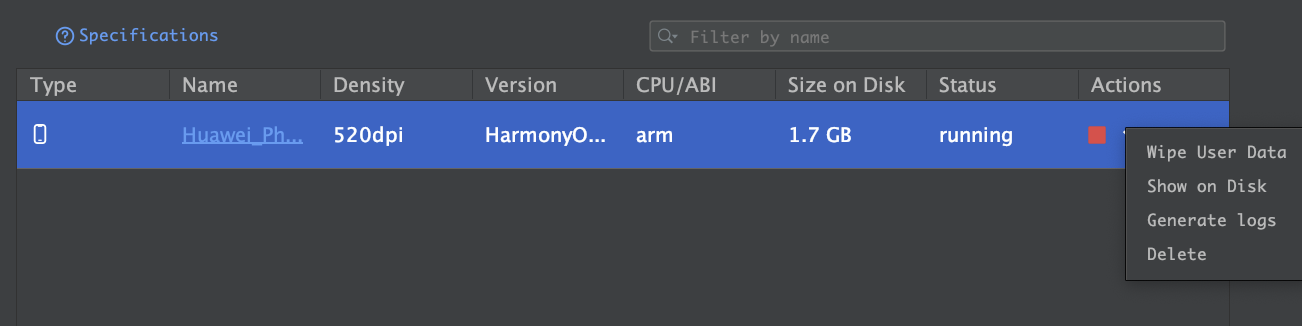 Specifications
Filter by name
Type Name Density Version CPU/ABI Size on Disk Status Actions
Huawei_Ph... 520dpi HarmonyO... arm 1.7 GB running
Wipe User Data
Show on Disk
Generate logs
Delete